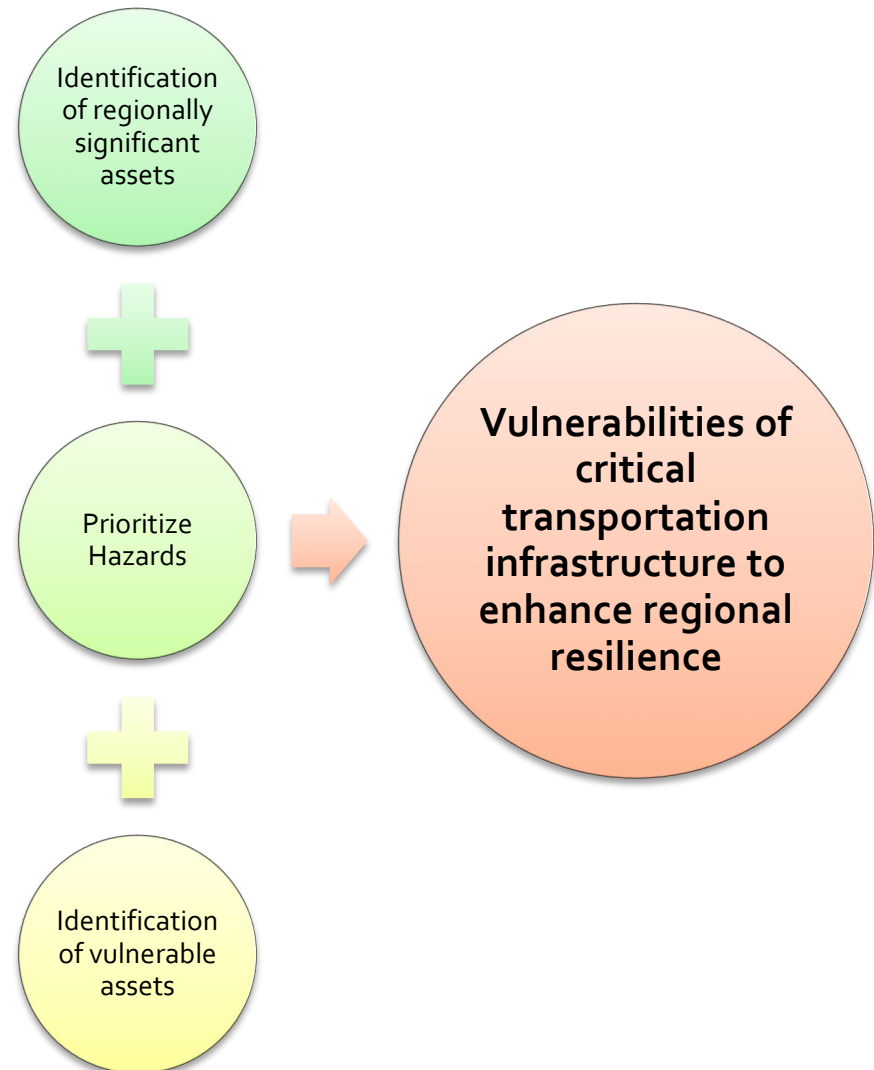 Identification
of regionally
significant
assets
Prioritize
Hazards
Identification
of vulnerable
assets
Vulnerabilities of
critical
transportation
infrastructure to
enhance regional
resilience